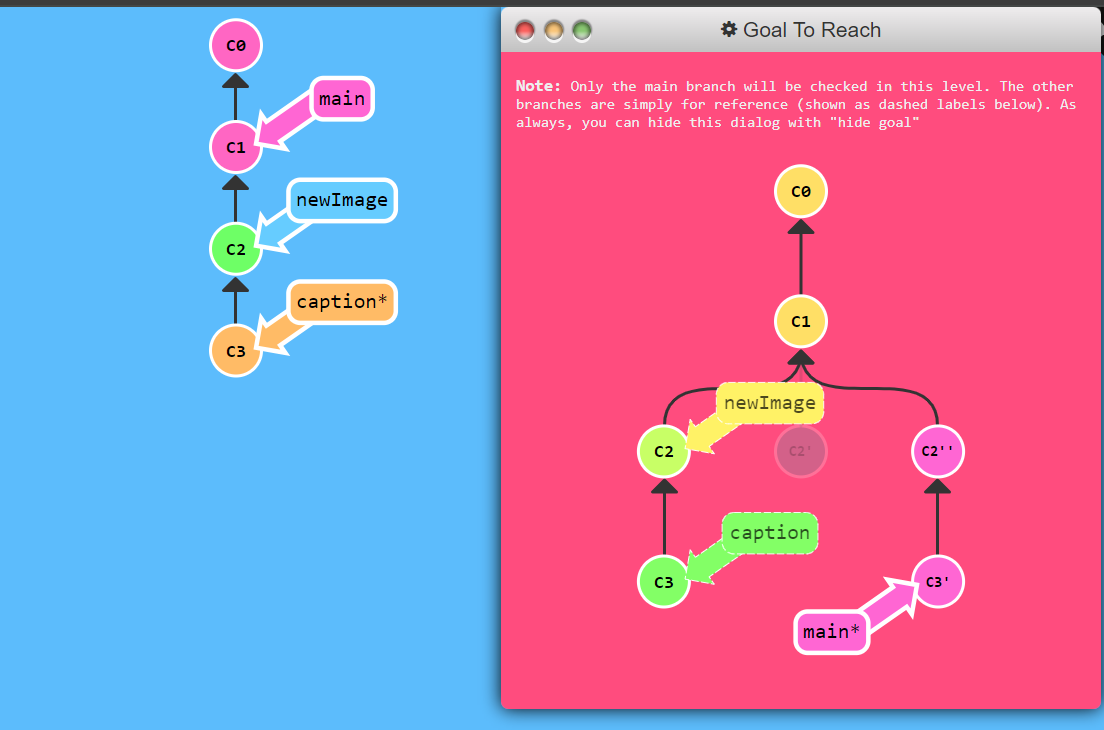 C0
main
C1
newImage
C2
caption*
C3
Goal To Reach
Note: Only the main branch will be checked in this level. The other
branches are simply for reference (shown as dashed labels below). As
always, you can hide this dialog with "hide goal"
C0
C1
newImage
C2
C2'
C2''
caption
C3
C3'
main*